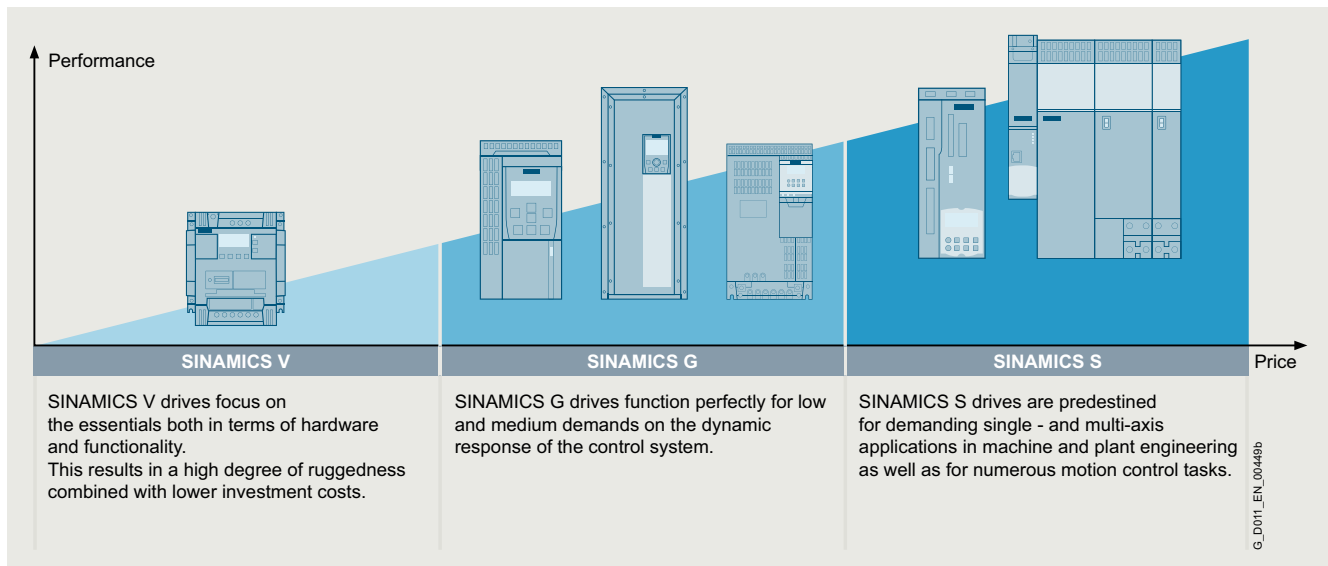 Performance
SINAMICS V
SINAMICS G
SINAMICS S
Price
SINAMICS V drives focus on
the essentials both in terms of hardware
and functionality.
This results in a high degree of ruggedness
combined with lower investment costs.
SINAMICS G drives function perfectly for low
and medium demands on the dynamic
response of the control system.
SINAMICS S drives are predestined
for demanding single - and multi-axis
applications in machine and plant engineering
as well as for numerous motion control tasks.
G_D011_EN_00449b